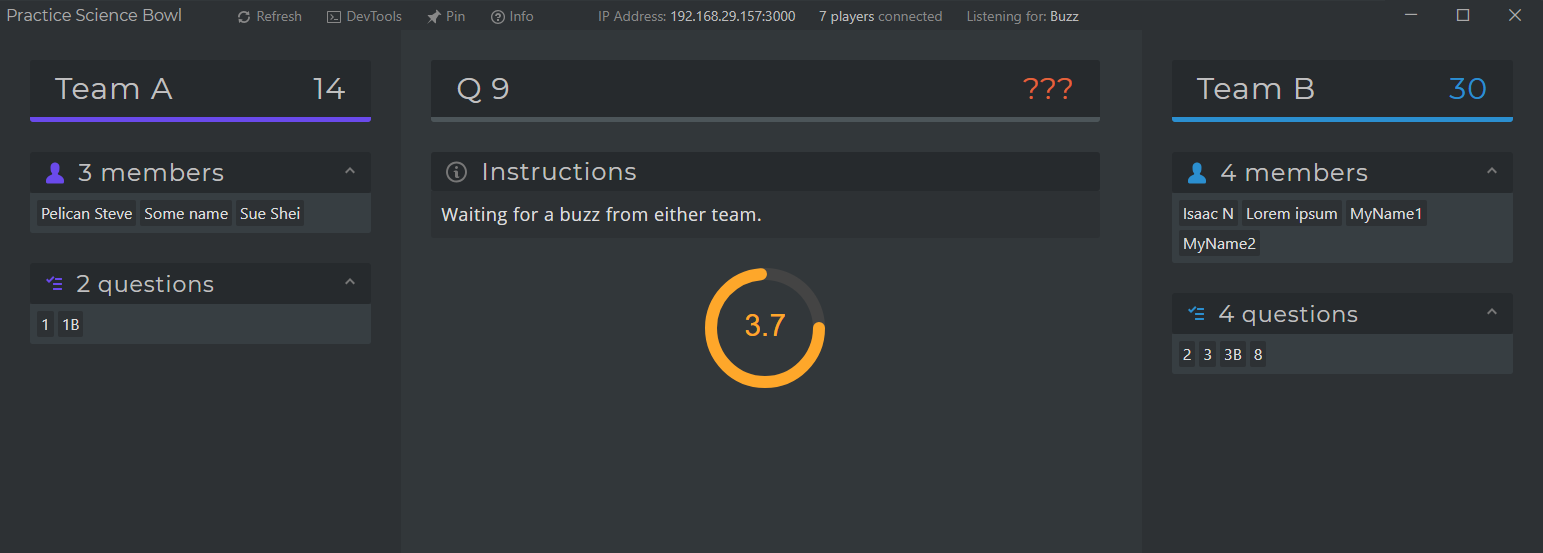 Practice Science Bowl Refresh DevTools Pin Info IP Address: 192.168.29.157:3000 7 players connected Listening for: Buzz
Team A 14
3 members
Pelican Steve Some name Sue Shei
2 questions
1 1B
Q 9 ???
Instructions
Waiting for a buzz from either team.
3.7
Team B 30
4 members
Isaac N Lorem ipsum MyName1
MyName2
4 questions
2 3 3B 8